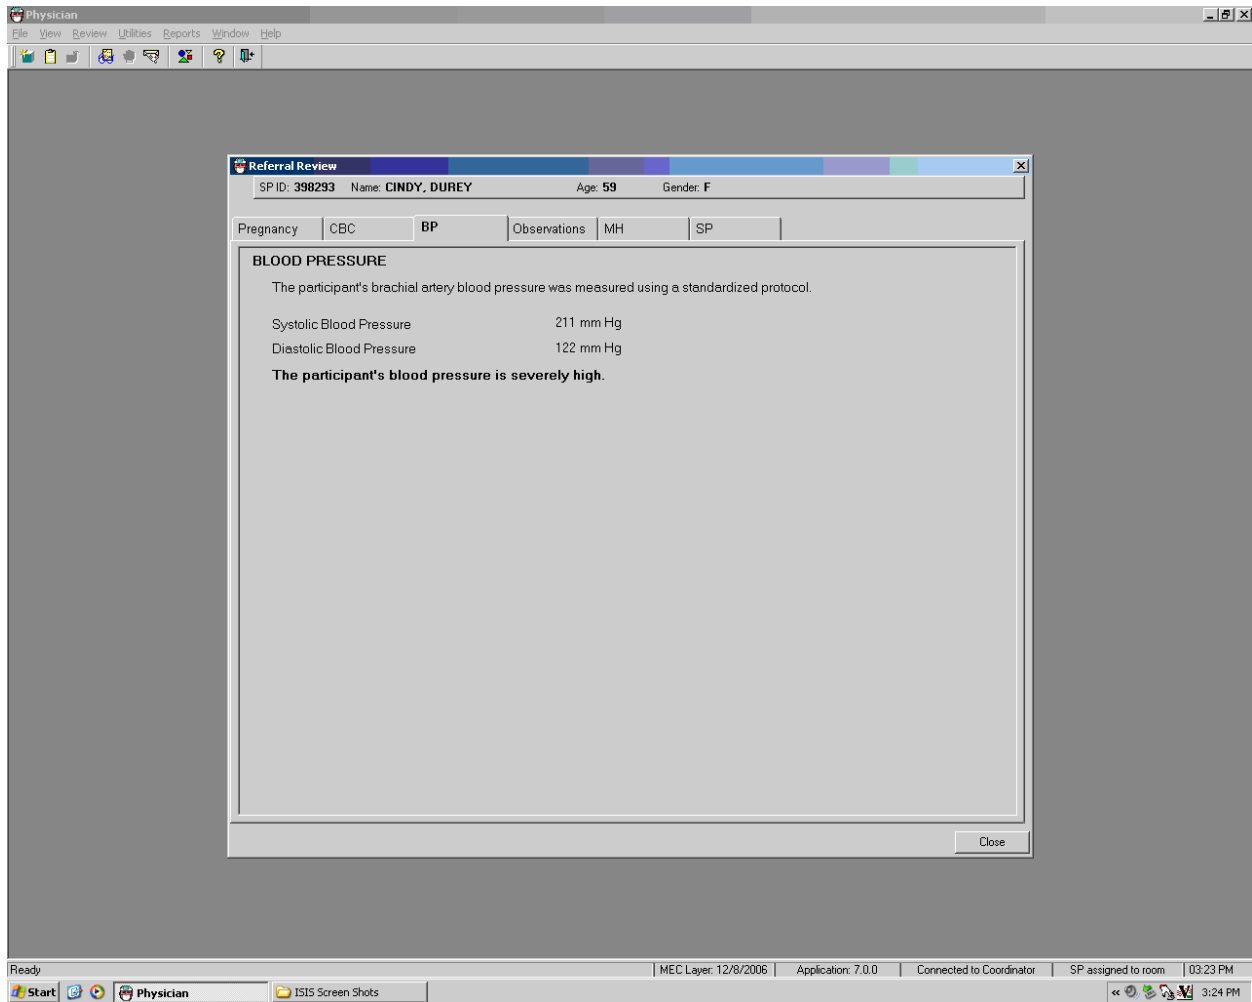 Physician
File View Review Utilities Reports Window Help
Referral Review
SP ID: 398293 Name: CINDY, DUREY Age: 59 Gender: F
Pregnancy CBC BP Observations MH SP
BLOOD PRESSURE
The participant's brachial artery blood pressure was measured using a standardized protocol.
Systolic Blood Pressure 211 mm Hg
Diastolic Blood Pressure 122 mm Hg
The participant's blood pressure is severely high.
Close
Ready MEC Layer: 12/8/2006 Application: 7.0.0 Connected to Coordinator SP assigned to room 03:23 PM
Start Physician ISIS Screen Shots « 3:24 PM